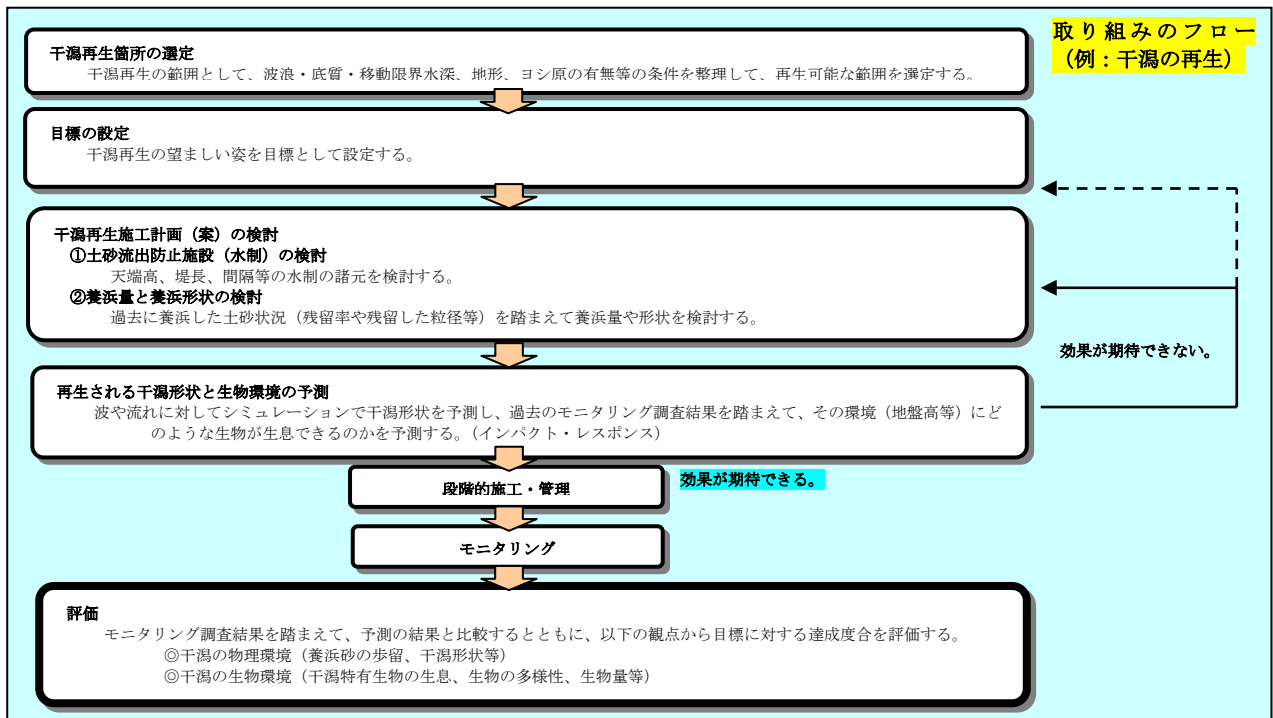 取り組みのフロー
（例：干潟の再生）
干潟再生箇所の選定
干潟再生の範囲として、波浪・底質・移動限界水深、地形、ヨシ原の有無等の条件を整理して、再生可能な範囲を選定する。
目標の設定
干潟再生の望ましい姿を目標として設定する。
干潟再生施工計画（案）の検討
①土砂流出防止施設（水制）の検討
天端高、堤長、間隔等の水制の諸元を検討する。
②養浜量と養浜形状の検討
過去に養浜した土砂状況（残留率や残留した粒径等）を踏まえて養浜量や形状を検討する。
効果が期待できない。
再生される干潟形状と生物環境の予測
波や流れに対してシミュレーションで干潟形状を予測し、過去のモニタリング調査結果を踏まえて、その環境（地盤高等）にど
のような生物が生息できるのかを予測する。（インパクト・レスポンス）
効果が期待できる。
段階的施工・管理
モニタリング
評価
モニタリング調査結果を踏まえて、予測の結果と比較するとともに、以下の観点から目標に対する達成度合を評価する。
◎干潟の物理環境（養浜砂の歩留、干潟形状等）
◎干潟の生物環境（干潟特有生物の生息、生物の多様性、生物量等）